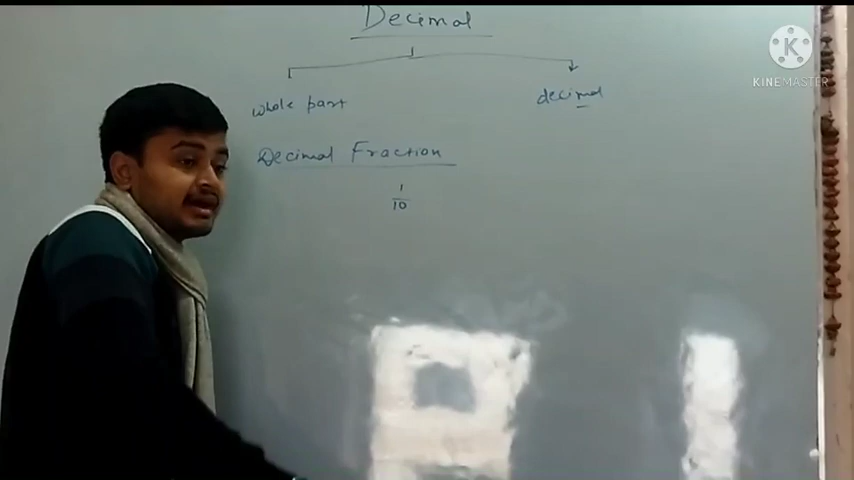 Decimal
whole part
decimal
Decimal Fraction
1
10
K
KINEMASTER